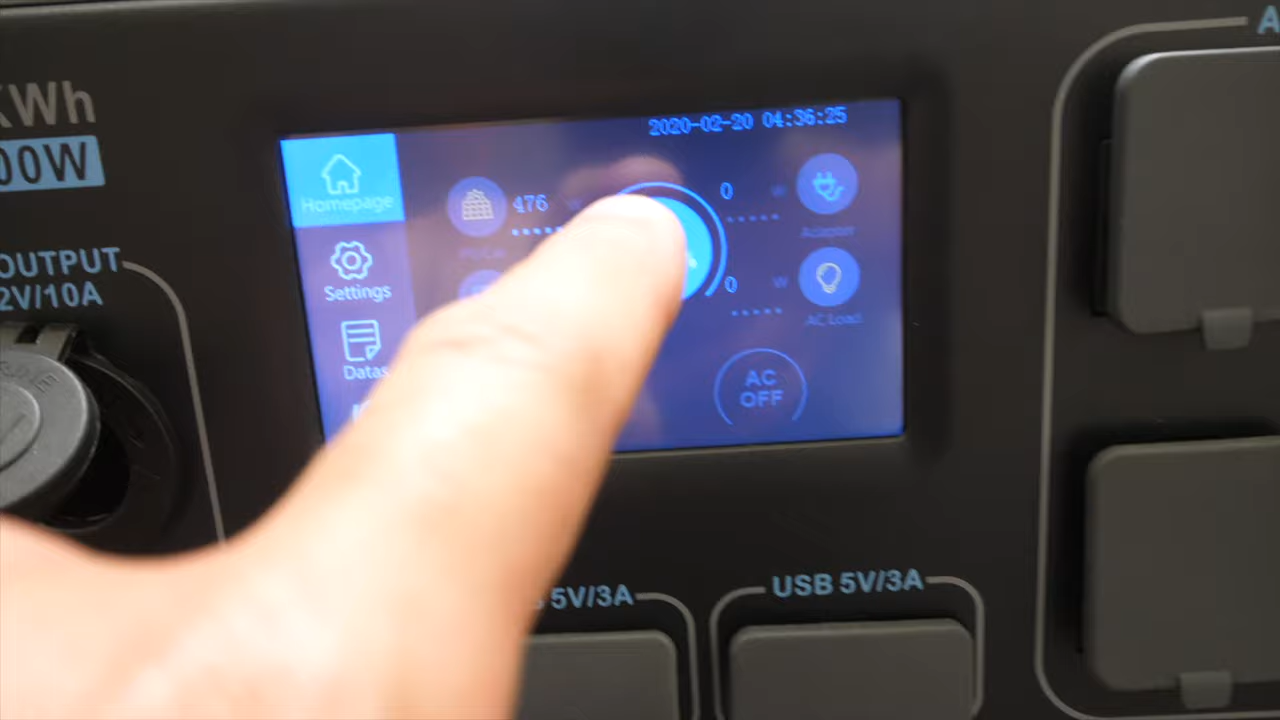 KWh
00W
OUTPUT
2V/10A
2020-02-20 04:36:25
Homepage
Settings
Datas
476 W
0 W
Adapter
0 W
AC Load
AC
OFF
5V/3A
USB 5V/3A
A